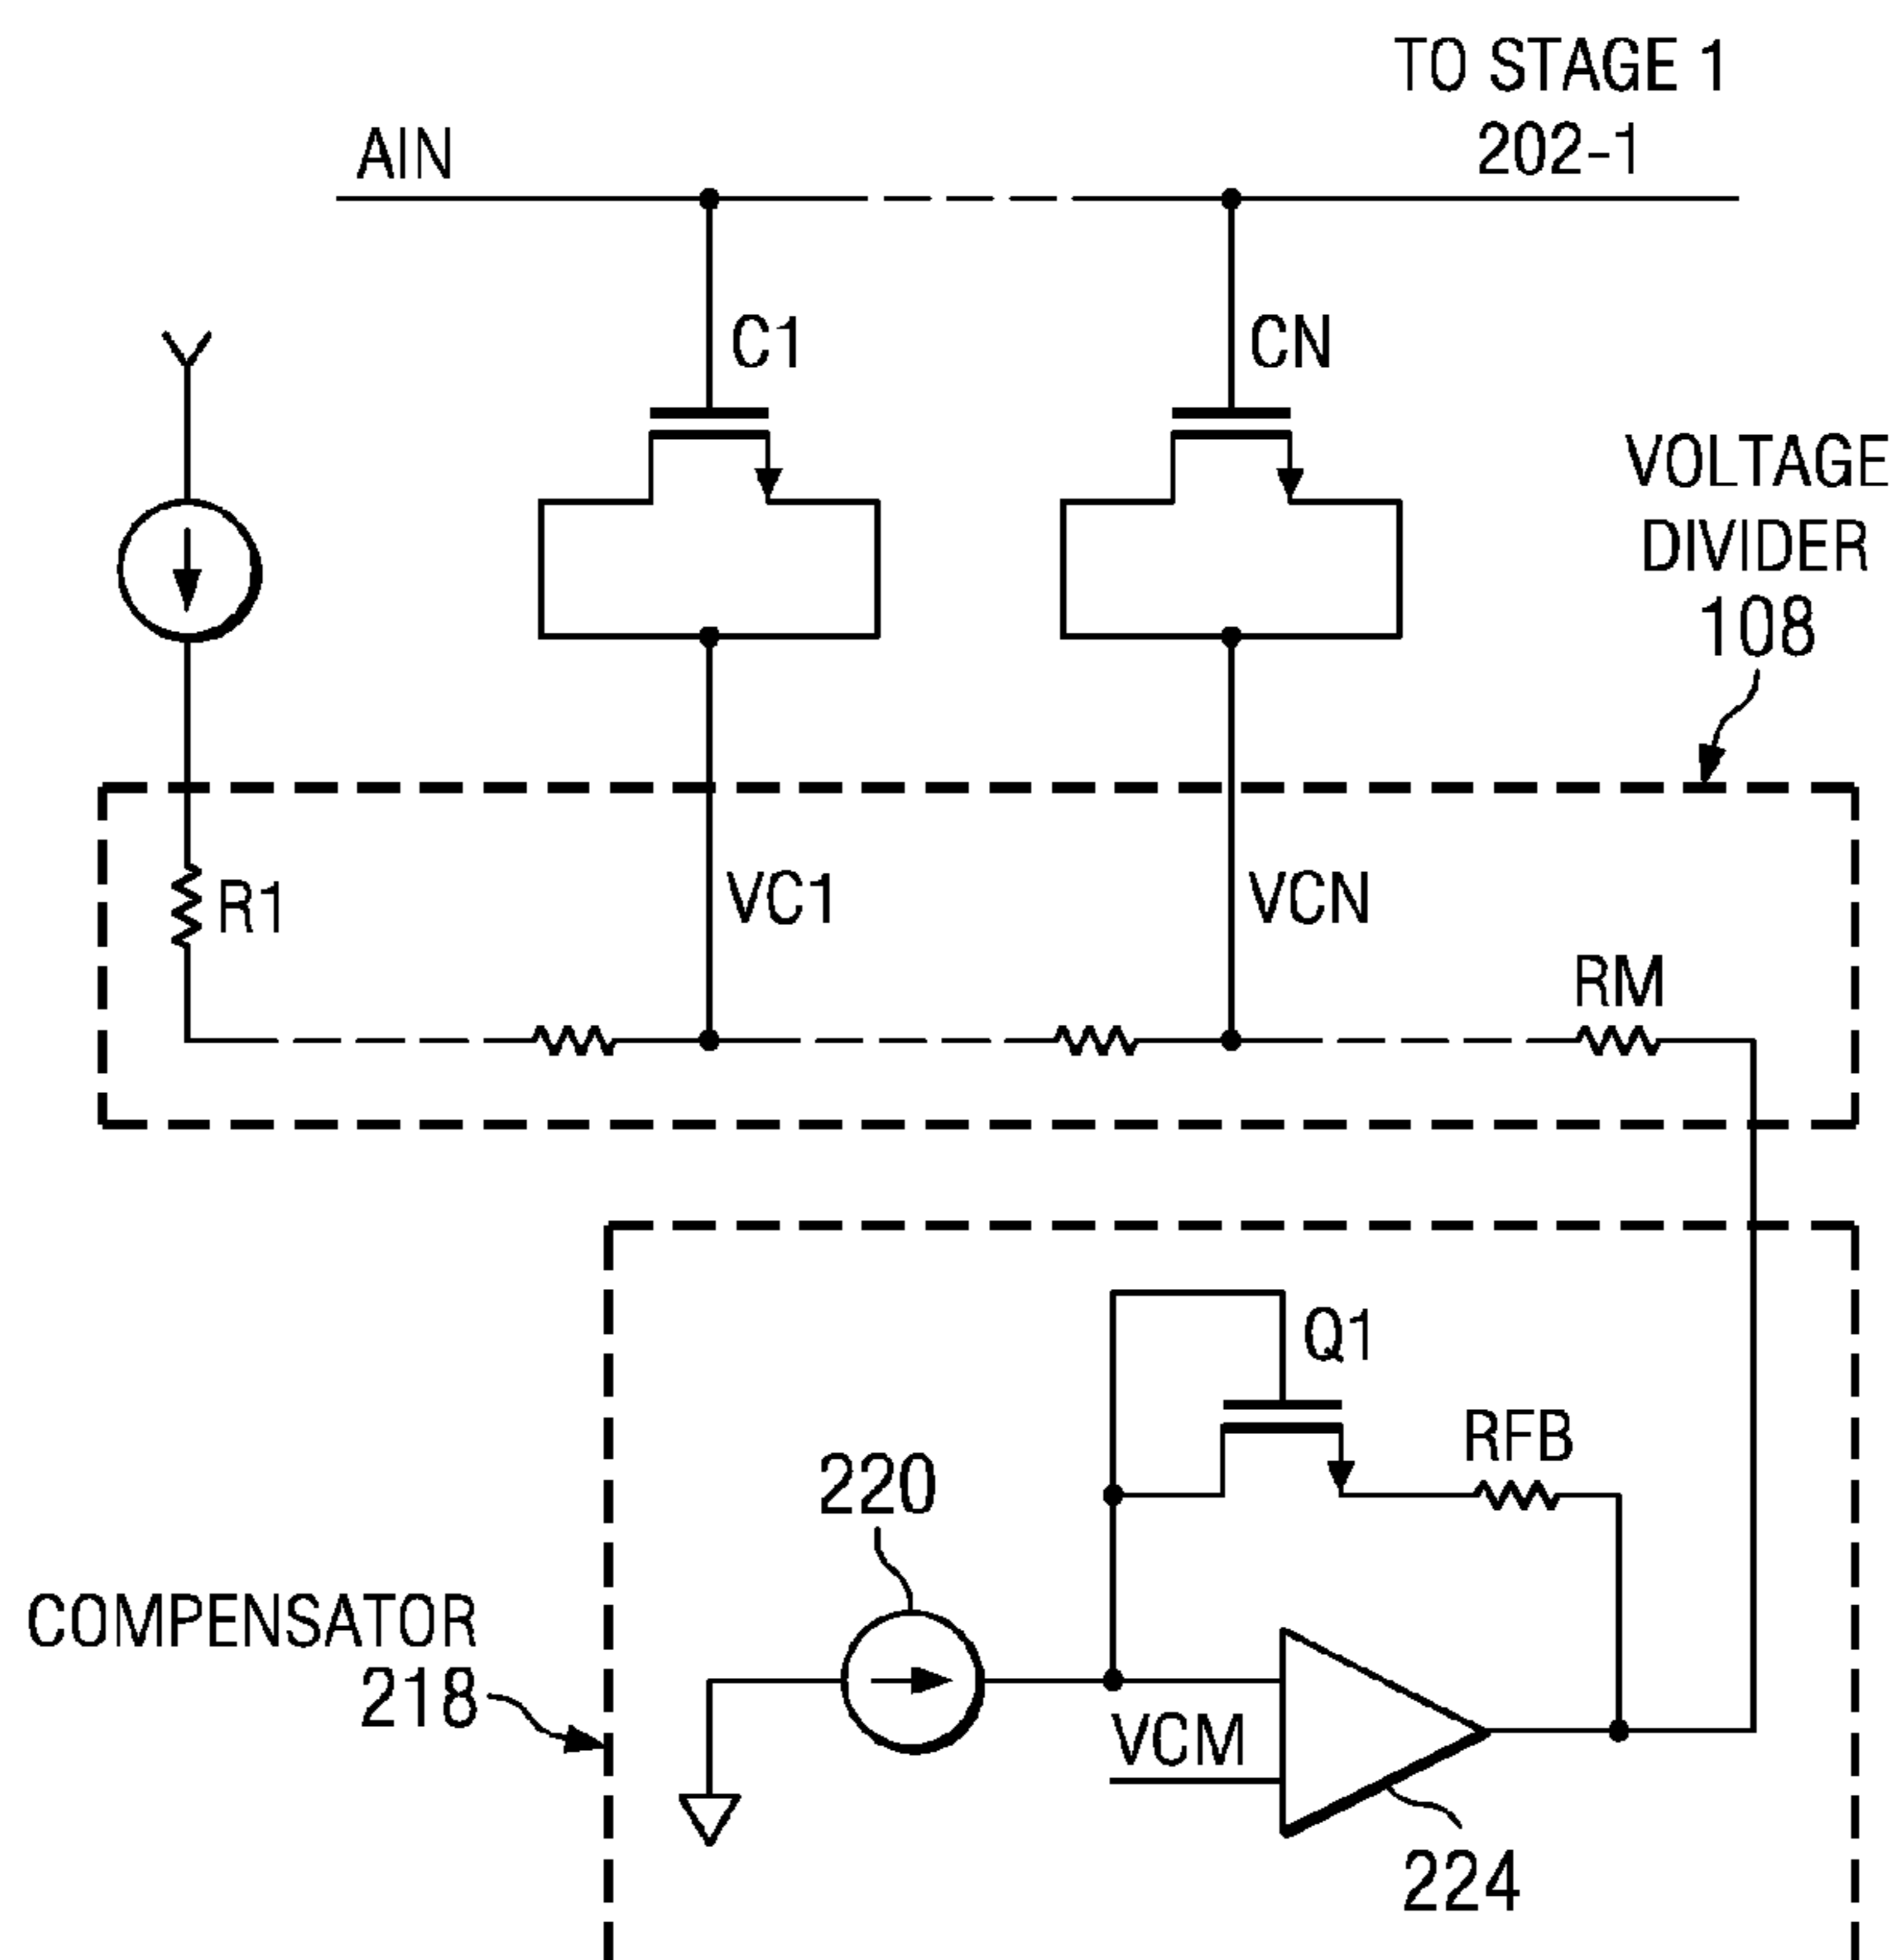 TO STAGE 1
202-1
AIN
C1
CN
VOLTAGE
DIVIDER
108
R1
VC1
VCN
RM
Q1
RFB
220
COMPENSATOR
218
VCM
224